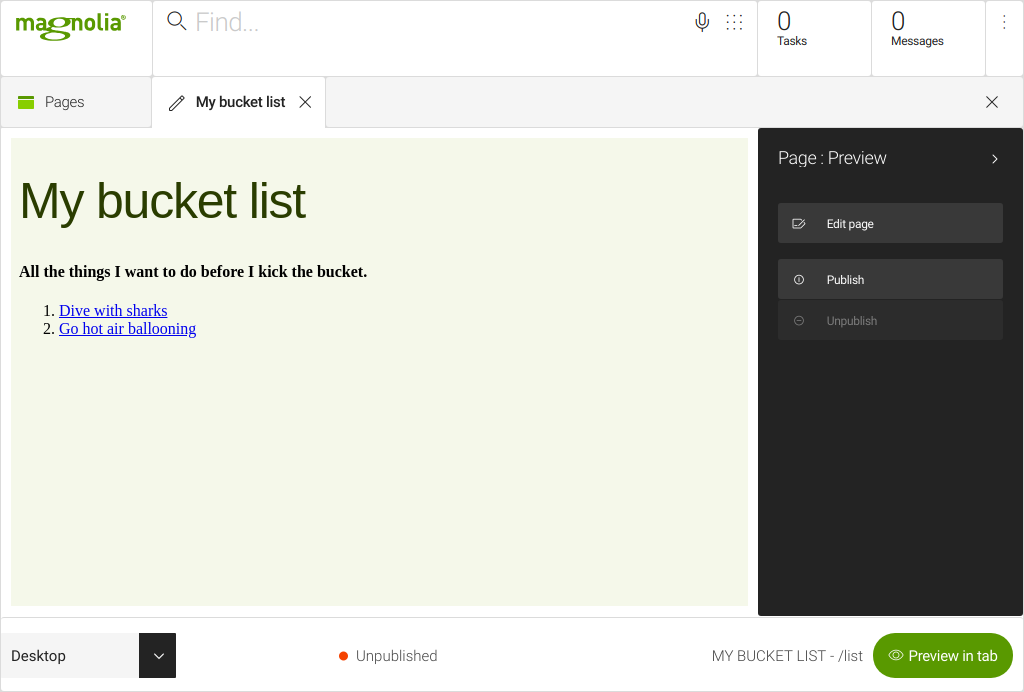 magnolia®
Find...
0
Tasks
0
Messages
Pages
My bucket list
Page : Preview
My bucket list
All the things I want to do before I kick the bucket.
1. Dive with sharks
2. Go hot air ballooning
Edit page
Publish
Unpublish
Desktop
Unpublished
MY BUCKET LIST - /list
Preview in tab